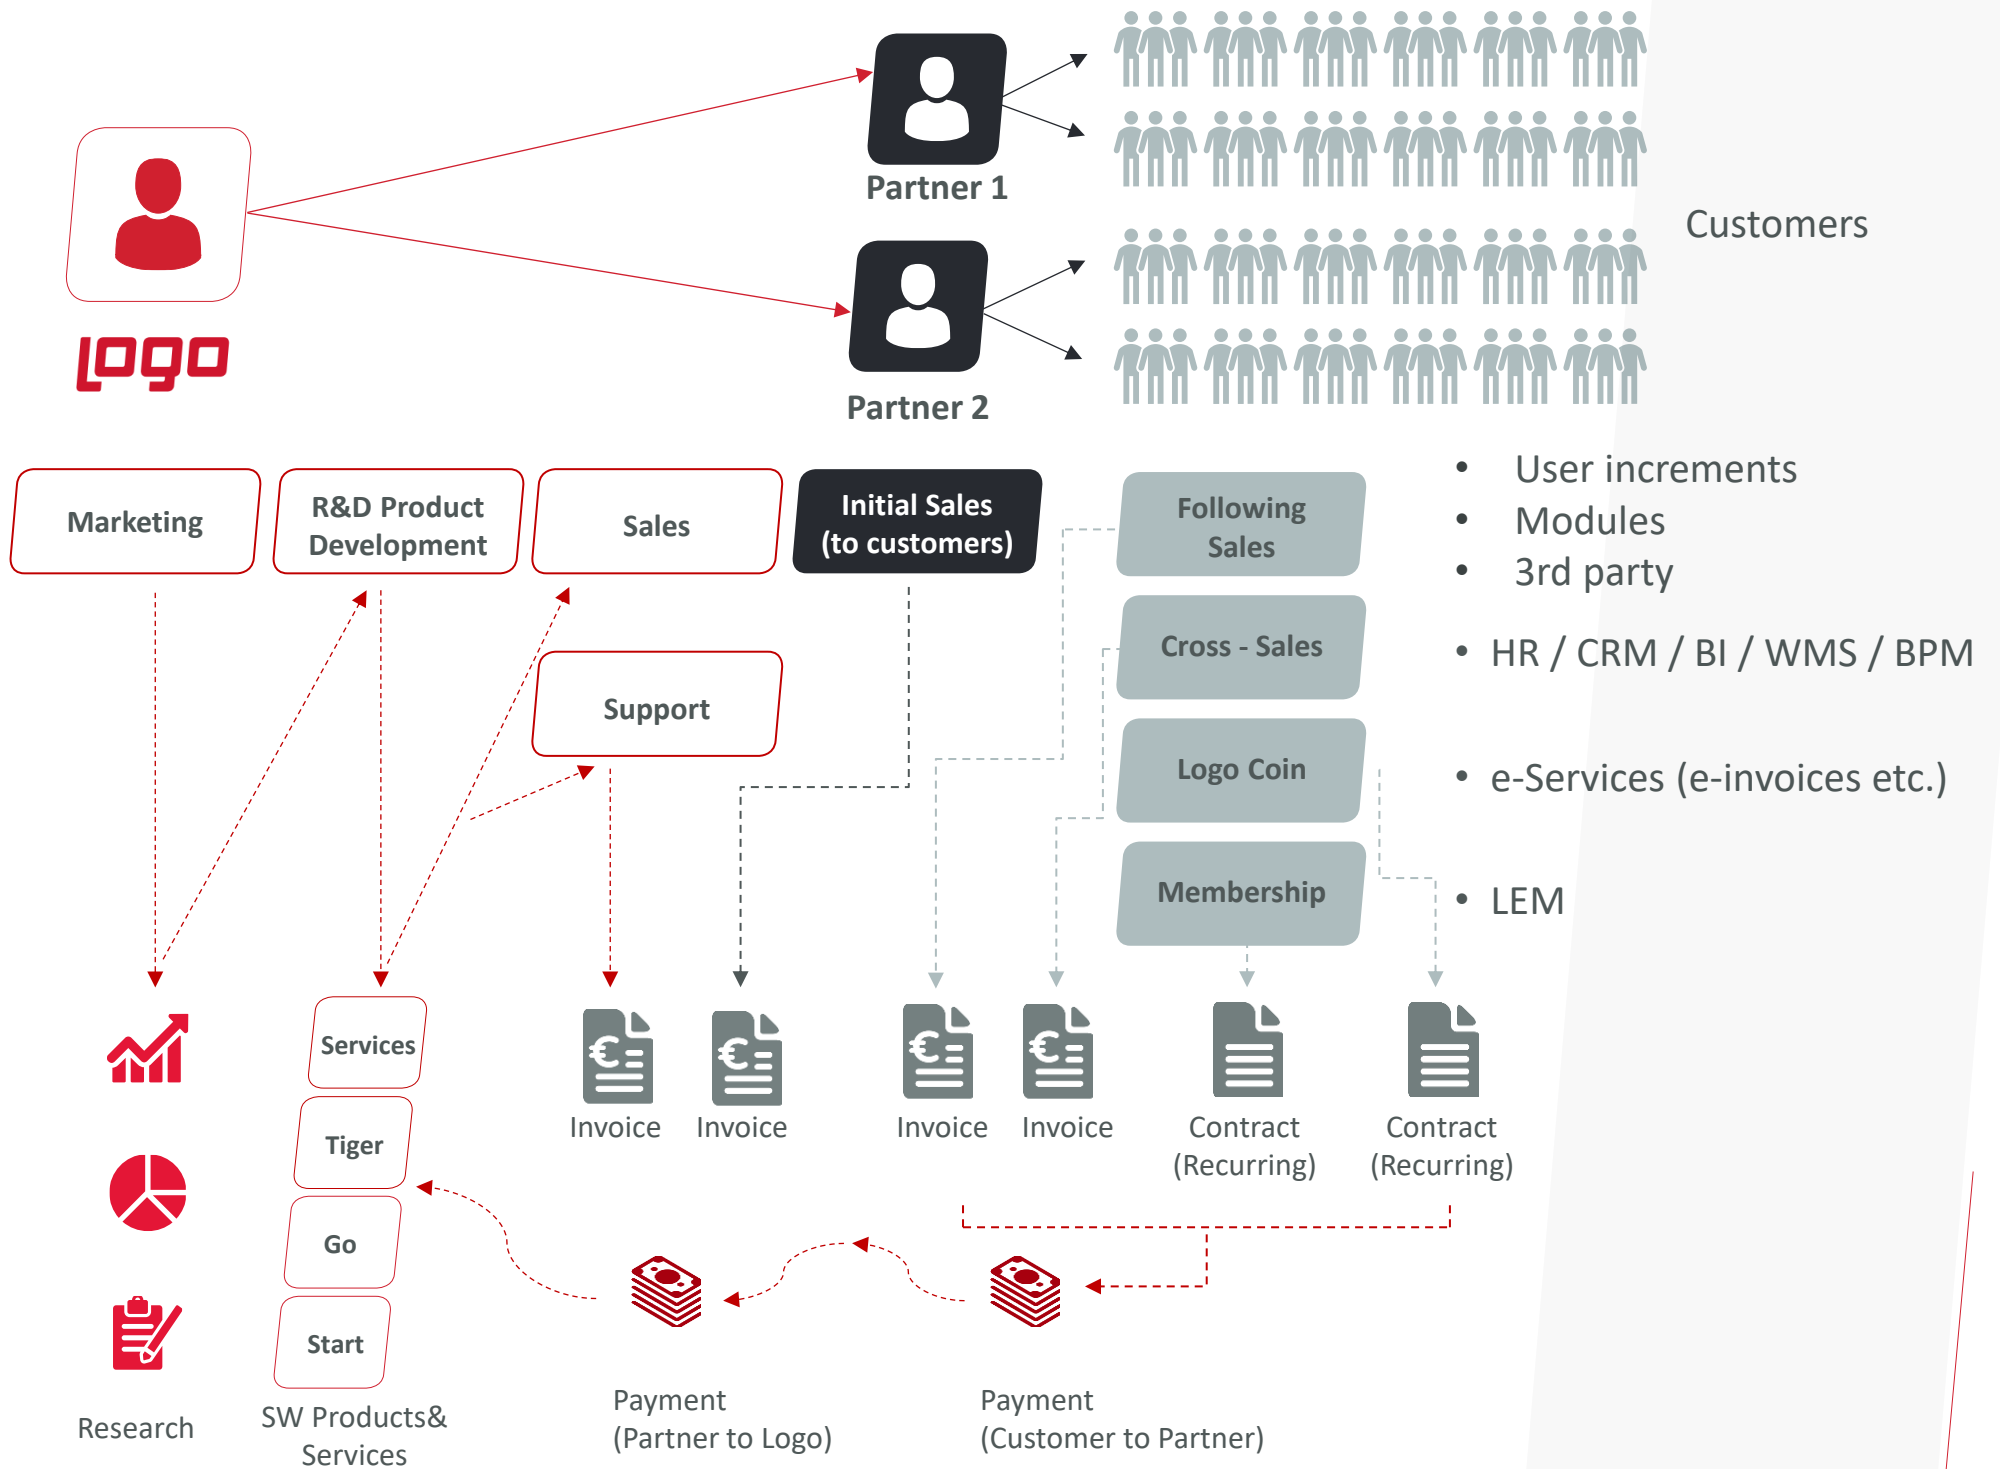 Partner 1
Customers
logo
Partner 2
Marketing
R&D Product
Development
Sales
Initial Sales
(to customers)
Following
Sales
• User increments
• Modules
• 3rd party
Support
Cross - Sales
• HR / CRM / BI / WMS / BPM
Logo Coin
• e-Services (e-invoices etc.)
Membership
• LEM
Services
Tiger
Go
Start
€
€
€
€
Invoice
Invoice
Invoice
Invoice
Contract
(Recurring)
Contract
(Recurring)
Research
SW Products&
Services
Payment
(Partner to Logo)
Payment
(Customer to Partner)